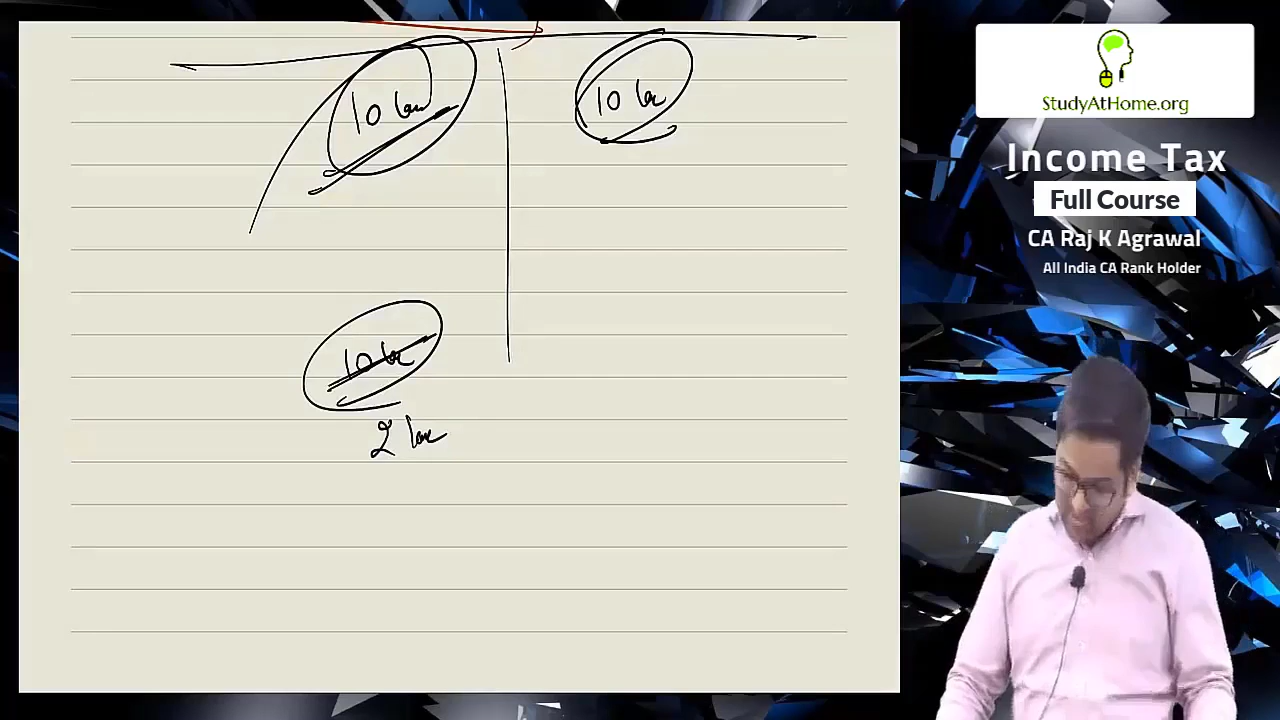 10 lac 10 lac
10 lac
2 lac
StudyAtHome.org
Income Tax
Full Course
CA Raj K Agrawal
All India CA Rank Holder